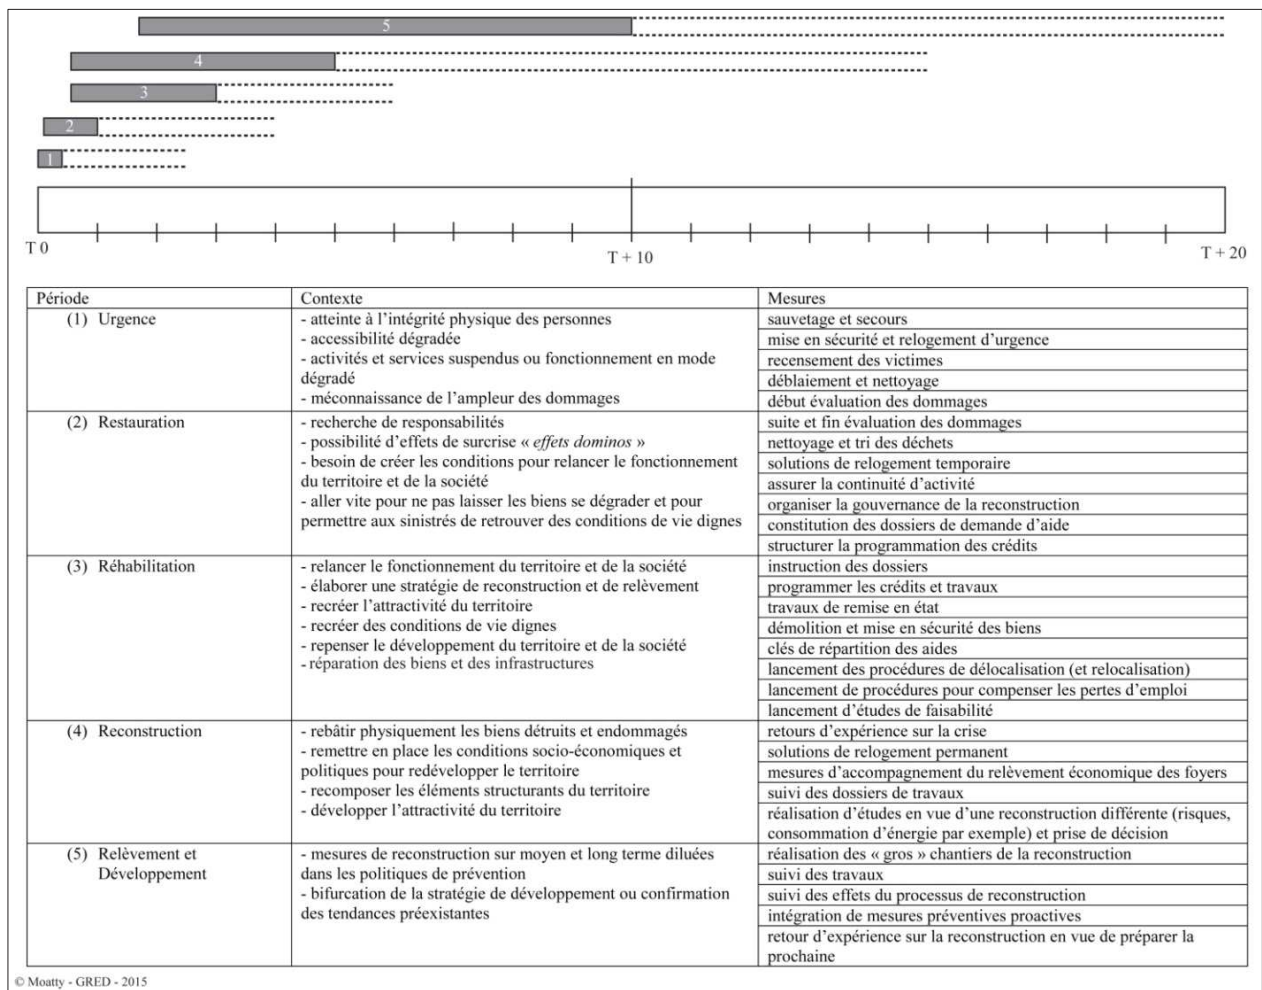 5
4
3
2
1
T 0
T + 10
T + 20
Période
Contexte
Mesures
(1) Urgence
- atteinte à l’intégrité physique des personnes
- accessibilité dégradée
- activités et services suspendus ou fonctionnement en mode
dégradé
- méconnaissance de l’ampleur des dommages
sauvetage et secours
mise en sécurité et relogement d’urgence
recensement des victimes
déblaiement et nettoyage
début évaluation des dommages
(2) Restauration
- recherche de responsabilités
- possibilité d’effets de surcrise « effets dominos »
- besoin de créer les conditions pour relancer le fonctionnement
du territoire et de la société
- aller vite pour ne pas laisser les biens se dégrader et pour
permettre aux sinistrés de retrouver des conditions de vie dignes
suite et fin évaluation des dommages
nettoyage et tri des déchets
solutions de relogement temporaire
assurer la continuité d’activité
organiser la gouvernance de la reconstruction
constitution des dossiers de demande d’aide
structurer la programmation des crédits
(3) Réhabilitation
- relancer le fonctionnement du territoire et de la société
- élaborer une stratégie de reconstruction et de relèvement
- recréer l’attractivité du territoire
- recréer des conditions de vie dignes
- repenser le développement du territoire et de la société
- réparation des biens et des infrastructures
instruction des dossiers
programmer les crédits et travaux
travaux de remise en état
démolition et mise en sécurité des biens
clés de répartition des aides
lancement des procédures de délocalisation (et relocalisation)
lancement de procédures pour compenser les pertes d’emploi
lancement d’études de faisabilité
(4) Reconstruction
- rebâtir physiquement les biens détruits et endommagés
- remettre en place les conditions socio-économiques et
politiques pour redévelopper le territoire
- recomposer les éléments structurants du territoire
- développer l’attractivité du territoire
retours d’expérience sur la crise
solutions de relogement permanent
mesures d’accompagnement du relèvement économique des foyers
suivi des dossiers de travaux
réalisation d’études en vue d’une reconstruction différente (risques,
consommation d’énergie par exemple) et prise de décision
(5) Relèvement et
Développement
- mesures de reconstruction sur moyen et long terme diluées
dans les politiques de prévention
- bifurcation de la stratégie de développement ou confirmation
des tendances préexistantes
réalisation des « gros » chantiers de la reconstruction
suivi des travaux
suivi des effets du processus de reconstruction
intégration de mesures préventives proactives
retour d’expérience sur la reconstruction en vue de préparer la
prochaine
© Moatty - GRED - 2015